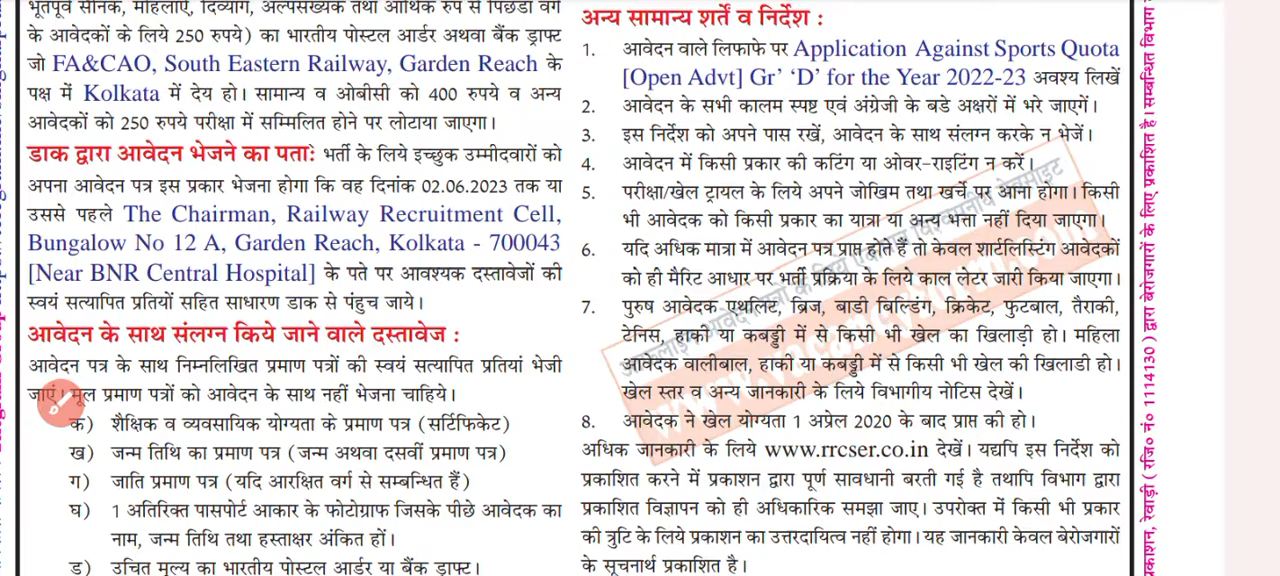 भूतपूर्व सैनिक, महिलाएं, दिव्यांग, अल्पसंख्यक तथा आर्थिक रुप से पिछडा वर्ग
के आवेदकों के लिये 250 रुपये) का भारतीय पोस्टल आर्डर अथवा बैंक ड्राफ्ट
जो FA&CAO, South Eastern Railway, Garden Reach के
पक्ष में Kolkata में देय हो। सामान्य व ओबीसी को 400 रुपये व अन्य
आवेदकों को 250 रुपये परीक्षा में सम्मिलित होने पर लोटाया जाएगा।
डाक द्वारा आवेदन भेजने का पताः भर्ती के लिये इच्छुक उम्मीदवारों को
अपना आवेदन पत्र इस प्रकार भेजना होगा कि वह दिनांक 02.06.2023 तक या
उससे पहले The Chairman, Railway Recruitment Cell,
Bungalow No 12 A, Garden Reach, Kolkata - 700043
[Near BNR Central Hospital] के पते पर आवश्यक दस्तावेजों की
स्वयं सत्यापित प्रतियों सहित साधारण डाक से पंहुच जाये।
आवेदन के साथ संलग्न किये जाने वाले दस्तावेज :
आवेदन पत्र के साथ निम्नलिखित प्रमाण पत्रों की स्वयं सत्यापित प्रतियां भेजी
जाएं। मूल प्रमाण पत्रों को आवेदन के साथ नहीं भेजना चाहिये।
क) शैक्षिक व व्यवसायिक योग्यता के प्रमाण पत्र (सर्टिफिकेट)
ख) जन्म तिथि का प्रमाण पत्र (जन्म अथवा दसवीं प्रमाण पत्र)
ग) जाति प्रमाण पत्र (यदि आरक्षित वर्ग से सम्बन्धित हैं)
घ) 1 अतिरिक्त पासपोर्ट आकार के फोटोग्राफ जिसके पीछे आवेदक का
नाम, जन्म तिथि तथा हस्ताक्षर अंकित हों।
ड) उचित मूल्य का भारतीय पोस्टल आर्डर या बैंक ड्राफ्ट।
अन्य सामान्य शर्तें व निर्देश :
1. आवेदन वाले लिफाफे पर Application Against Sports Quota
[Open Advt] Gr' 'D' for the Year 2022-23 अवश्य लिखें
2. आवेदन के सभी कालम स्पष्ट एवं अंग्रेजी के बडे अक्षरों में भरे जाएगें।
3. इस निर्देश को अपने पास रखें, आवेदन के साथ संलग्न करके न भेजें।
4. आवेदन में किसी प्रकार की कटिंग या ओवर-राइटिंग न करें।
5. परीक्षा/खेल ट्रायल के लिये अपने जोखिम तथा खर्चे पर आना होगा। किसी
भी आवेदक को किसी प्रकार का यात्रा या अन्य भत्ता नहीं दिया जाएगा।
6. यदि अधिक मात्रा में आवेदन पत्र प्राप्त होते हैं तो केवल शार्टलिस्टिंग आवेदकों
को ही मैरिट आधार पर भर्ती प्रक्रिया के लिये काल लेटर जारी किया जाएगा।
7. पुरुष आवेदक एथलिट, ब्रिज, बाडी बिल्डिंग, क्रिकेट, फुटबाल, तैराकी,
टेनिस, हाकी या कबड्डी में से किसी भी खेल का खिलाड़ी हो। महिला
आवेदक वालीबाल, हाकी या कबड्डी में से किसी भी खेल की खिलाडी हो।
खेल स्तर व अन्य जानकारी के लिये विभागीय नोटिस देखें।
8. आवेदक ने खेल योग्यता 1 अप्रेल 2020 के बाद प्राप्त की हो।
अधिक जानकारी के लिये www.rrcser.co.in देखें। यद्यपि इस निर्देश को
प्रकाशित करने में प्रकाशन द्वारा पूर्ण सावधानी बरती गई है तथापि विभाग द्वारा
प्रकाशित विज्ञापन को ही अधिकारिक समझा जाए। उपरोक्त में किसी भी प्रकार
की त्रुटि के लिये प्रकाशन का उत्तरदायित्व नहीं होगा। यह जानकारी केवल बेरोजगारों
के सूचनार्थ प्रकाशित है।
प्रकाशन, रेवाड़ी (रजि० नं० 1114130) द्वारा बेरोजगारों के लिए प्रकाशित है। सम्बन्धित विभाग